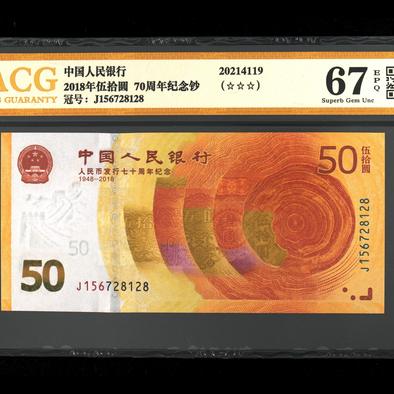 ACG
GUARANTY
中国人民银行
2018年伍拾圆 70周年纪念钞
冠号: J156728128
20214119
(☆☆☆)
67 EPQ
Superb Gem Unc
中国人民银行
人民币发行七十周年纪念
1948-2018
50 伍拾圆
50
50
J156728128
J156728128